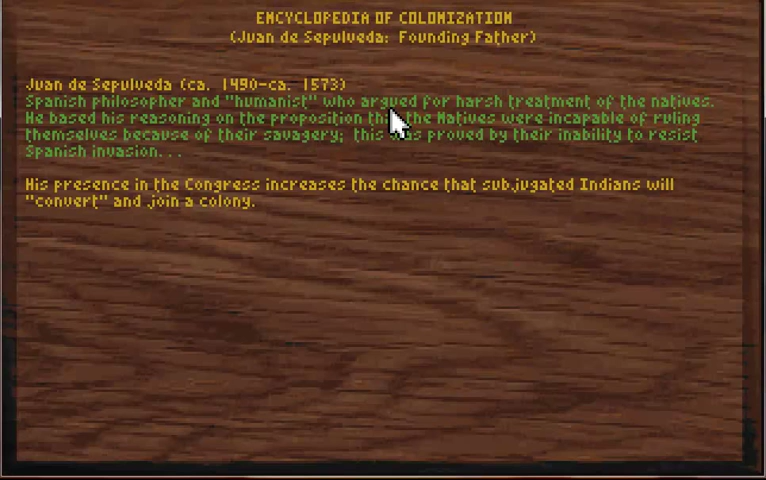 ENCYCLOPEDIA OF COLONIZATION
(Juan de Sepulveda: Founding Father)
Juan de Sepulveda (ca. 1490-ca. 1573)
Spanish philosopher and "humanist" who argued for harsh treatment of the natives.
He based his reasoning on the proposition that the Natives were incapable of ruling
themselves because of their savagery; this was proved by their inability to resist
Spanish invasion...
His presence in the Congress increases the chance that subjugated Indians will
"convert" and join a colony.